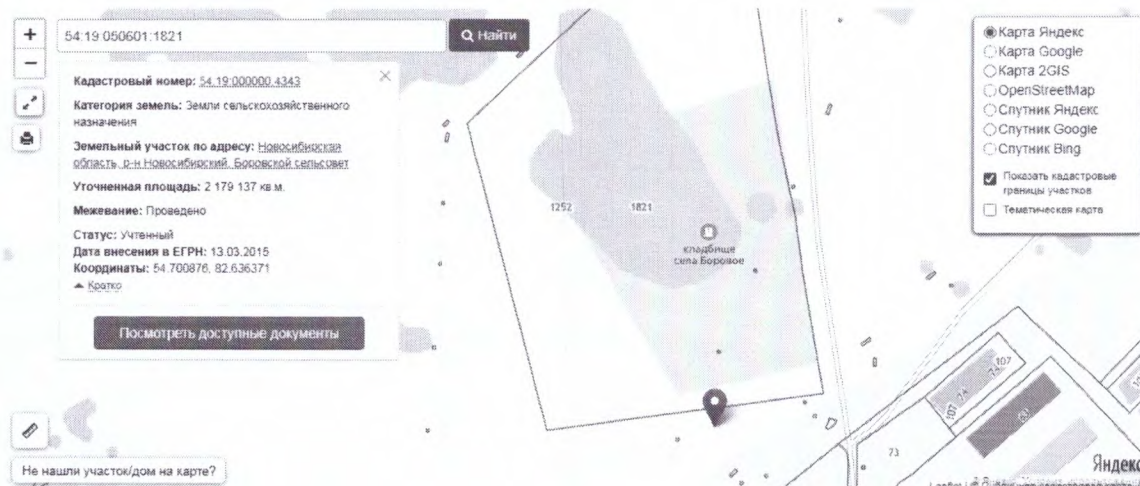 +
54:19 050601:1821
Найти
−
Кадастровый номер: 54:19:000000:4343
Категория земель: Земли сельскохозяйственного
назначения
Земельный участок по адресу: Новосибирская
область, р-н Новосибирский, Боровской сельсовет
Уточненная площадь: 2 179 137 кв.м.
Межевание: Проведено
Статус: Учтенный
Дата внесения в ЕГРН: 13.03.2015
Координаты: 54.700876, 82.636371
Кратко
Посмотреть доступные документы
Не нашли участок/дом на карте?
1252
1821
кладбище
села Боровое
Карта Яндекс
Карта Google
Карта 2GIS
OpenStreetMap
Спутник Яндекс
Спутник Google
Спутник Bing
Показать кадастровые
границы участков
Тематическая карта
107
74
74
107
73
Яндекс